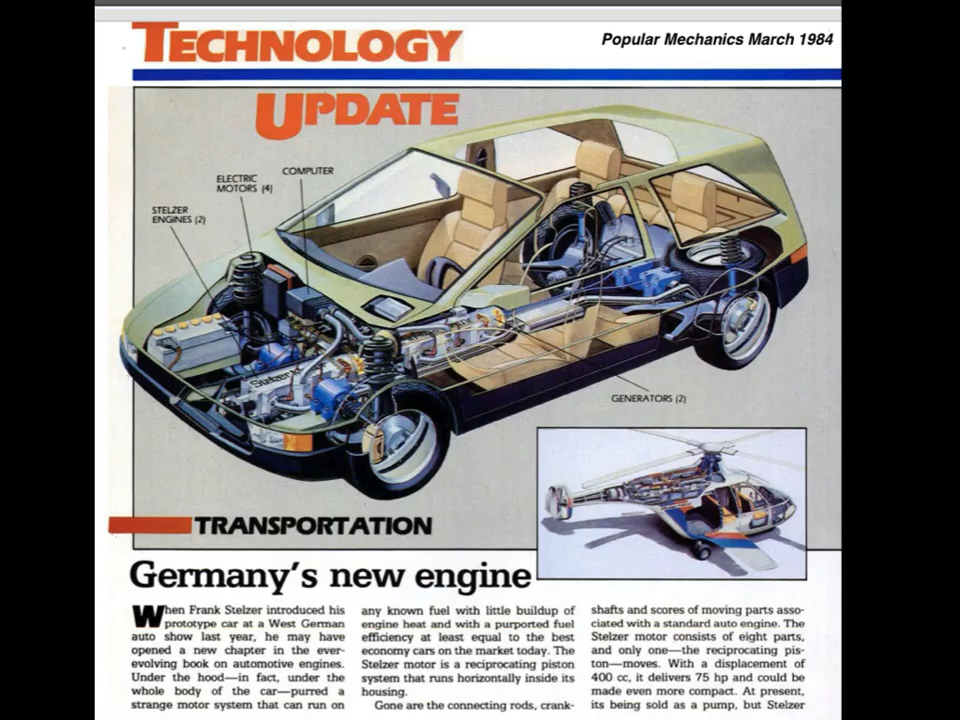 TECHNOLOGY
Popular Mechanics March 1984
UPDATE
COMPUTER
ELECTRIC
MOTORS (4)
STELZER
ENGINES (2)
Stelzer
GENERATORS (2)
TRANSPORTATION
Germany's new engine
When Frank Stelzer introduced his
prototype car at a West German
auto show last year, he may have
opened a new chapter in the ever-
evolving book on automotive engines.
Under the hood—in fact, under the
whole body of the car—purred a
strange motor system that can run on
any known fuel with little buildup of
engine heat and with a purported fuel
efficiency at least equal to the best
economy cars on the market today. The
Stelzer motor is a reciprocating piston
system that runs horizontally inside its
housing.
Gone are the connecting rods, crank-
shafts and scores of moving parts asso-
ciated with a standard auto engine. The
Stelzer motor consists of eight parts,
and only one—the reciprocating pis-
ton—moves. With a displacement of
400 cc, it delivers 75 hp and could be
made even more compact. At present,
its being sold as a pump, but Stelzer